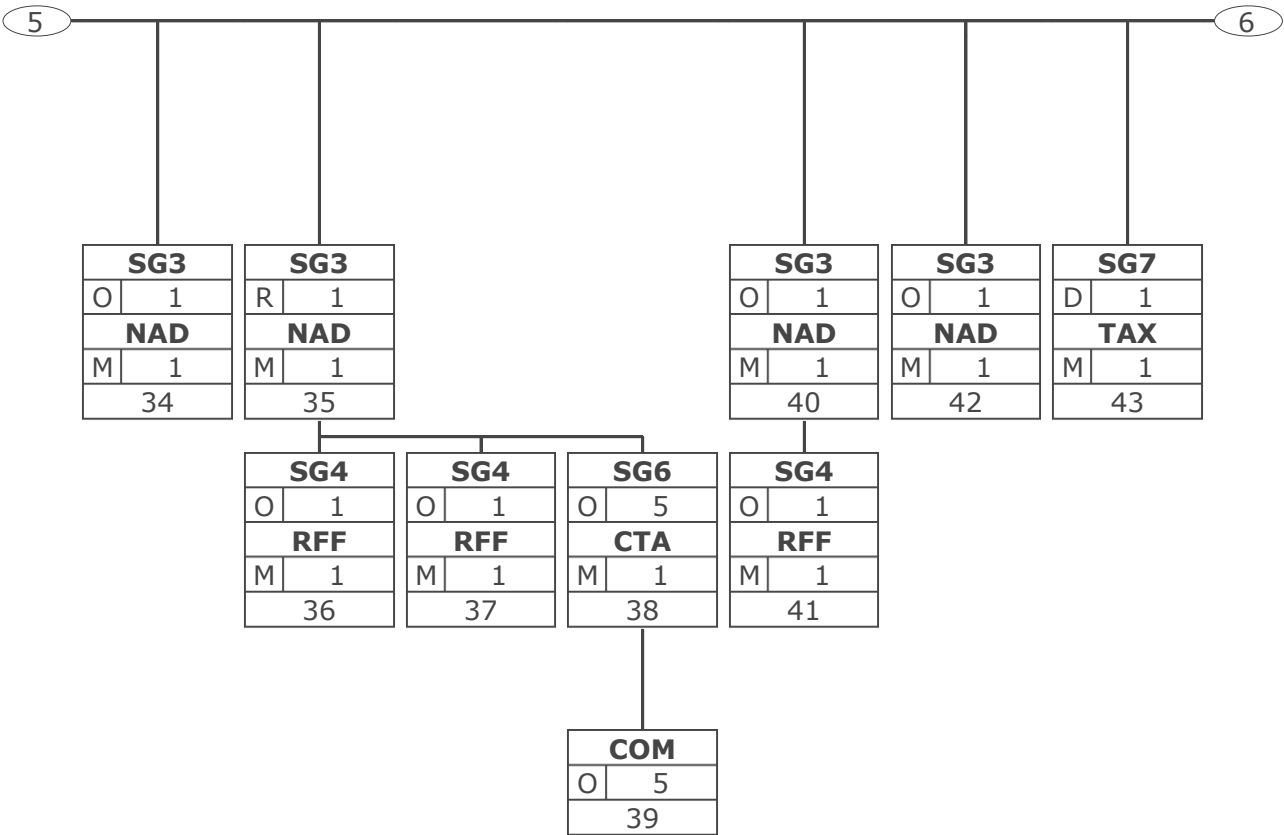 5 6
SG3 SG3 SG3 SG3 SG7
O 1 R 1 O 1 O 1 D 1
NAD NAD NAD NAD TAX
M 1 M 1 M 1 M 1 M 1
34 35 40 42 43
SG4 SG4 SG6 SG4
O 1 O 1 O 5 O 1
RFF RFF CTA RFF
M 1 M 1 M 1 M 1
36 37 38 41
COM
O 5
39